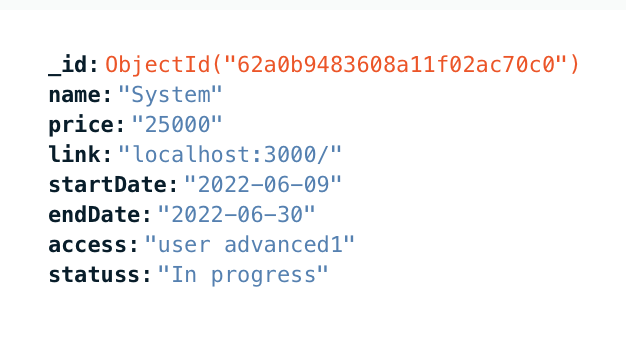 _id: ObjectId("62a0b9483608a11f02ac70c0")
name: "System"
price: "25000"
link: "localhost:3000/"
startDate: "2022-06-09"
endDate: "2022-06-30"
access: "user advanced1"
statuss: "In progress"